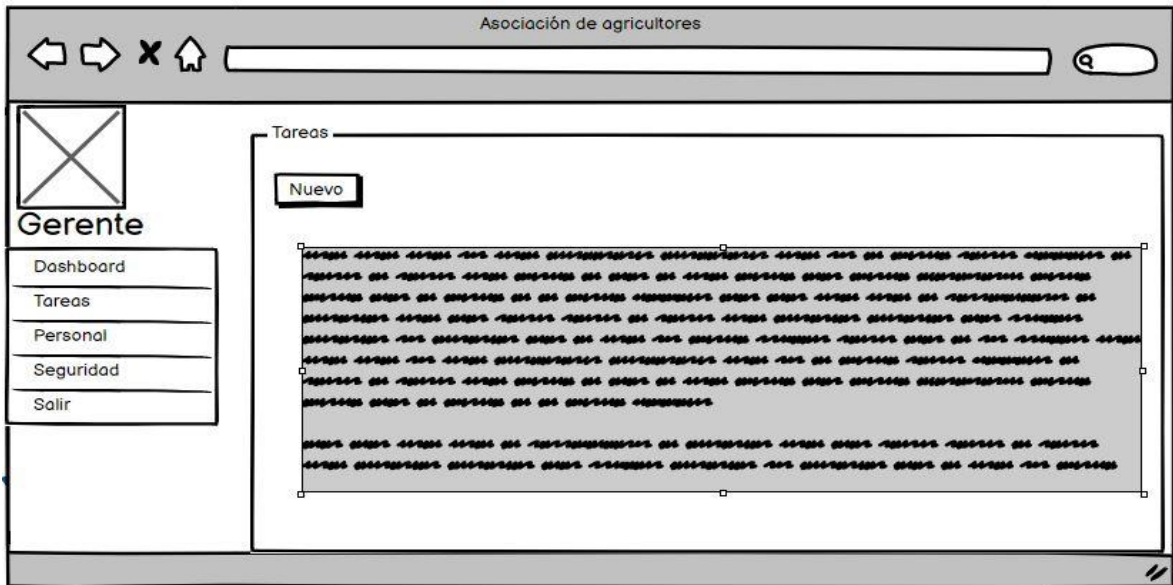 Asociación de agricultores
Gerente
Dashboard
Tareas
Personal
Seguridad
Salir
Tareas
Nuevo